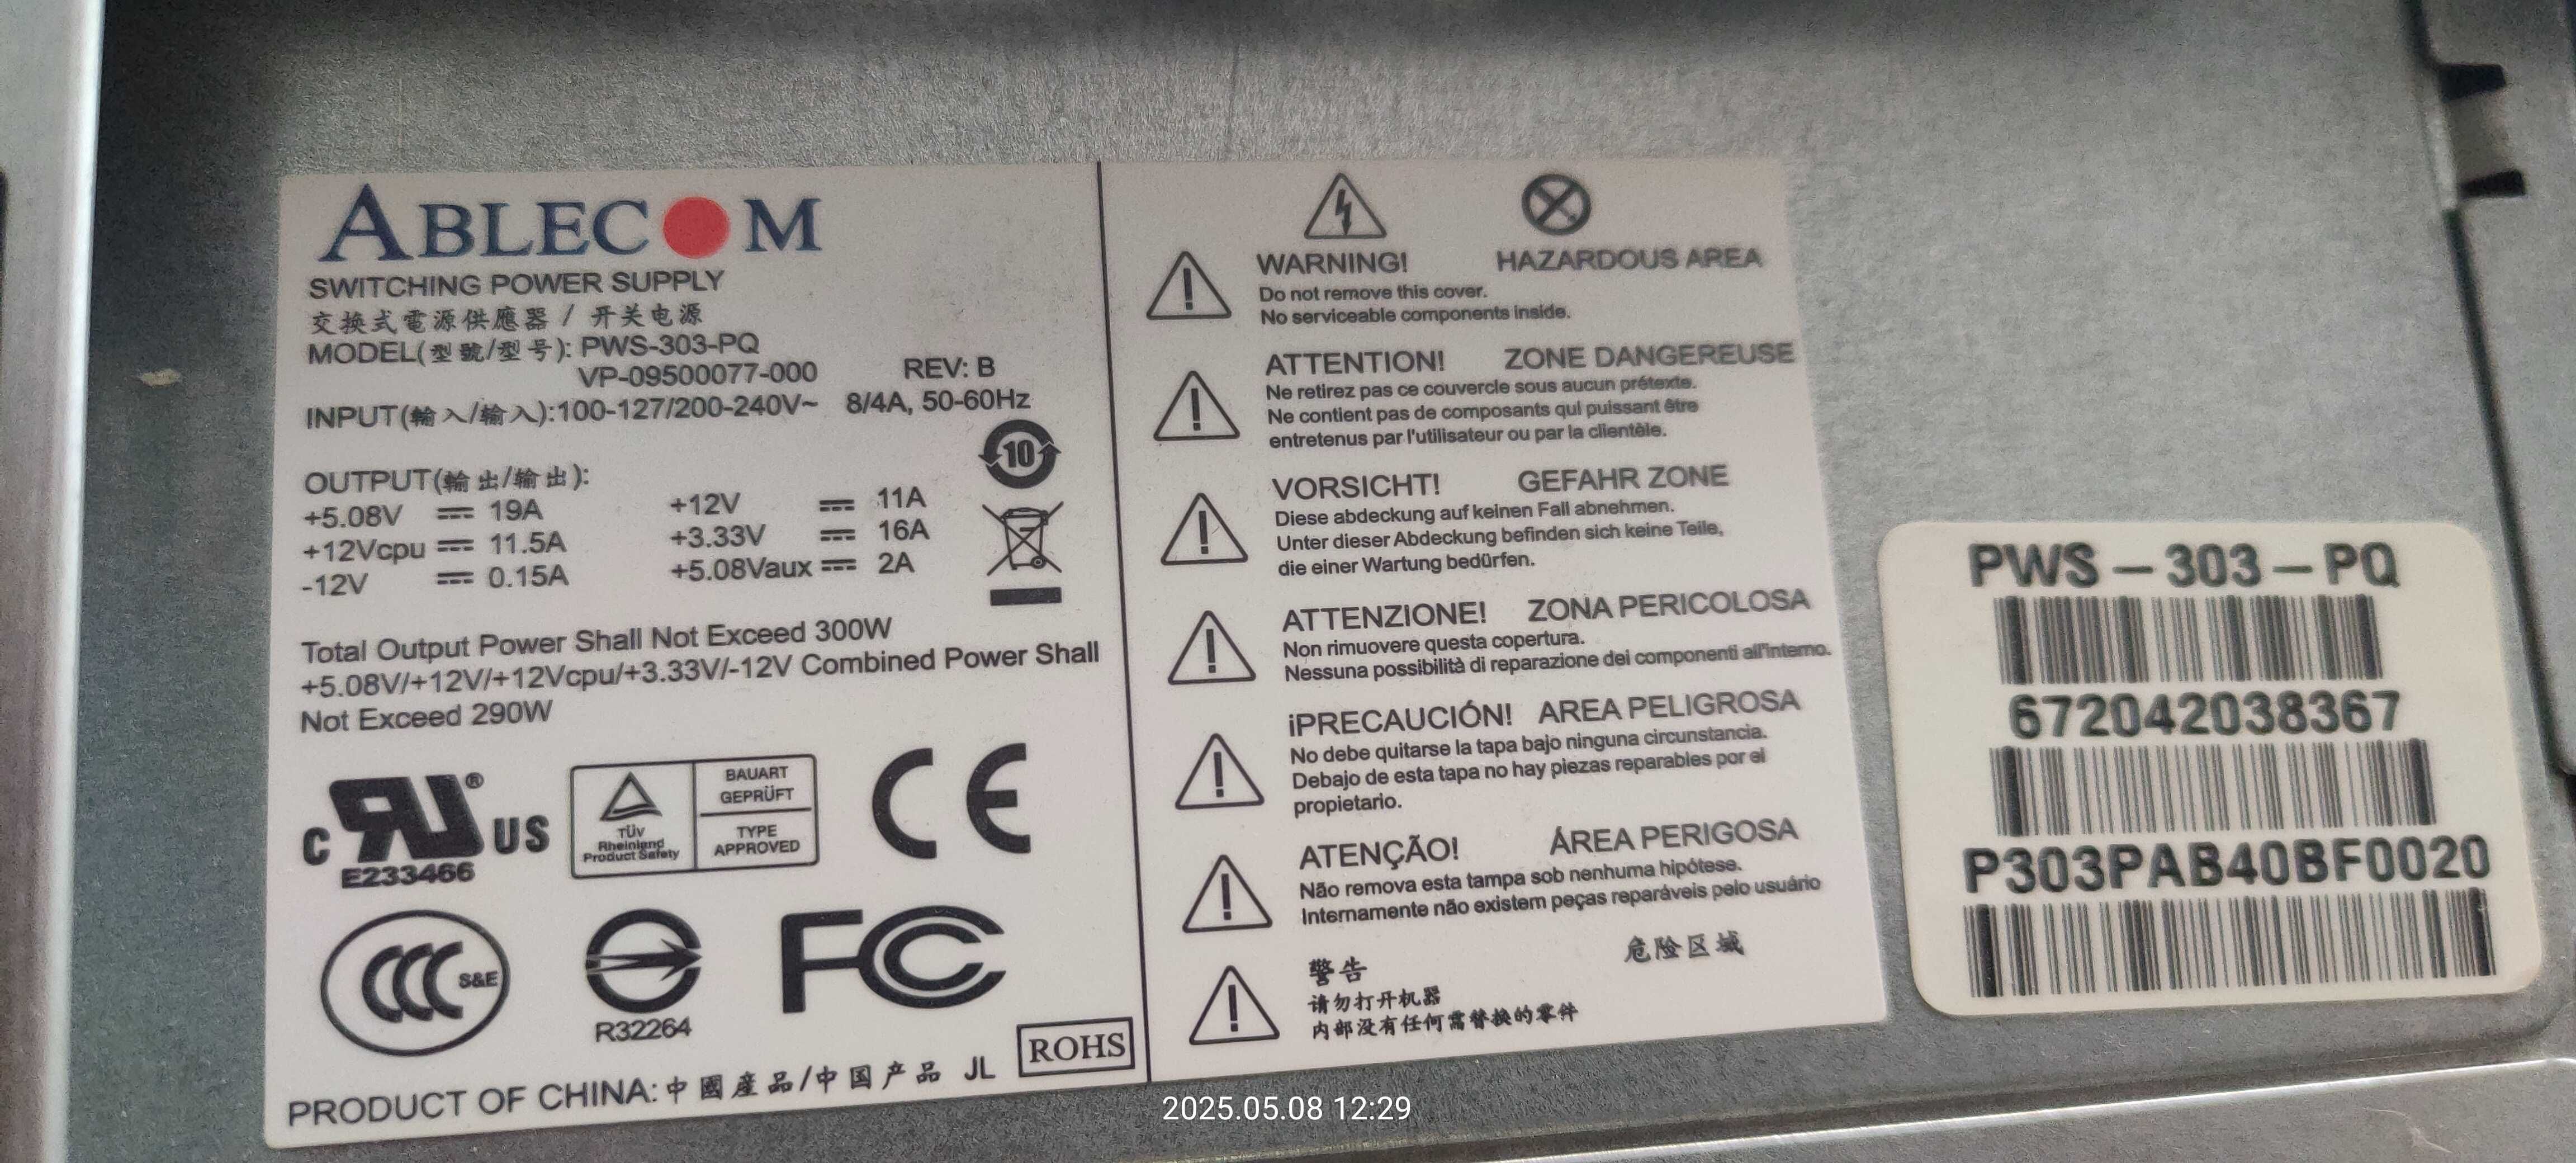 ABLECOM
SWITCHING POWER SUPPLY
交换式電源供應器 / 开关电源
MODEL(型號/型号): PWS-303-PQ
VP-09500077-000 REV: B
INPUT(輸入/输入):100-127/200-240V~ 8/4A, 50-60Hz
10
OUTPUT(輸出/输出):
+5.08V 19A +12V 11A
+12Vcpu 11.5A +3.33V 16A
-12V 0.15A +5.08Vaux 2A
Total Output Power Shall Not Exceed 300W
+5.08V/+12V/+12Vcpu/+3.33V/-12V Combined Power Shall
Not Exceed 290W
C RU ® US
E233466
TÜV
Rheinland
Product Safety
BAUART
GEPRÜFT
TYPE
APPROVED
CE
CCC S&E
R32264
FC
PRODUCT OF CHINA:中國産品/中国产品 JL ROHS
WARNING! HAZARDOUS AREA
Do not remove this cover.
No serviceable components inside.
ATTENTION! ZONE DANGEREUSE
Ne retirez pas ce couvercle sous aucun prétexte.
Ne contient pas de composants qui puissant être
entretenus par l'utilisateur ou par la clientèle.
VORSICHT! GEFAHR ZONE
Diese abdeckung auf keinen Fall abnehmen.
Unter dieser Abdeckung befinden sich keine Teile,
die einer Wartung bedürfen.
ATTENZIONE! ZONA PERICOLOSA
Non rimuovere questa copertura.
Nessuna possibilità di reparazione dei componenti all'interno.
¡PRECAUCIÓN! AREA PELIGROSA
No debe quitarse la tapa bajo ninguna circunstancia.
Debajo de esta tapa no hay piezas reparables por el
propietario.
ATENÇÃO! ÁREA PERIGOSA
Não remova esta tampa sob nenhuma hipótese.
Internamente não existem peças reparáveis pelo usuário
警告 危险区域
请勿打开机器
内部没有任何需替换的零件
PWS-303-PQ
672042038367
P303PAB40BF0020
2025.05.08 12:29